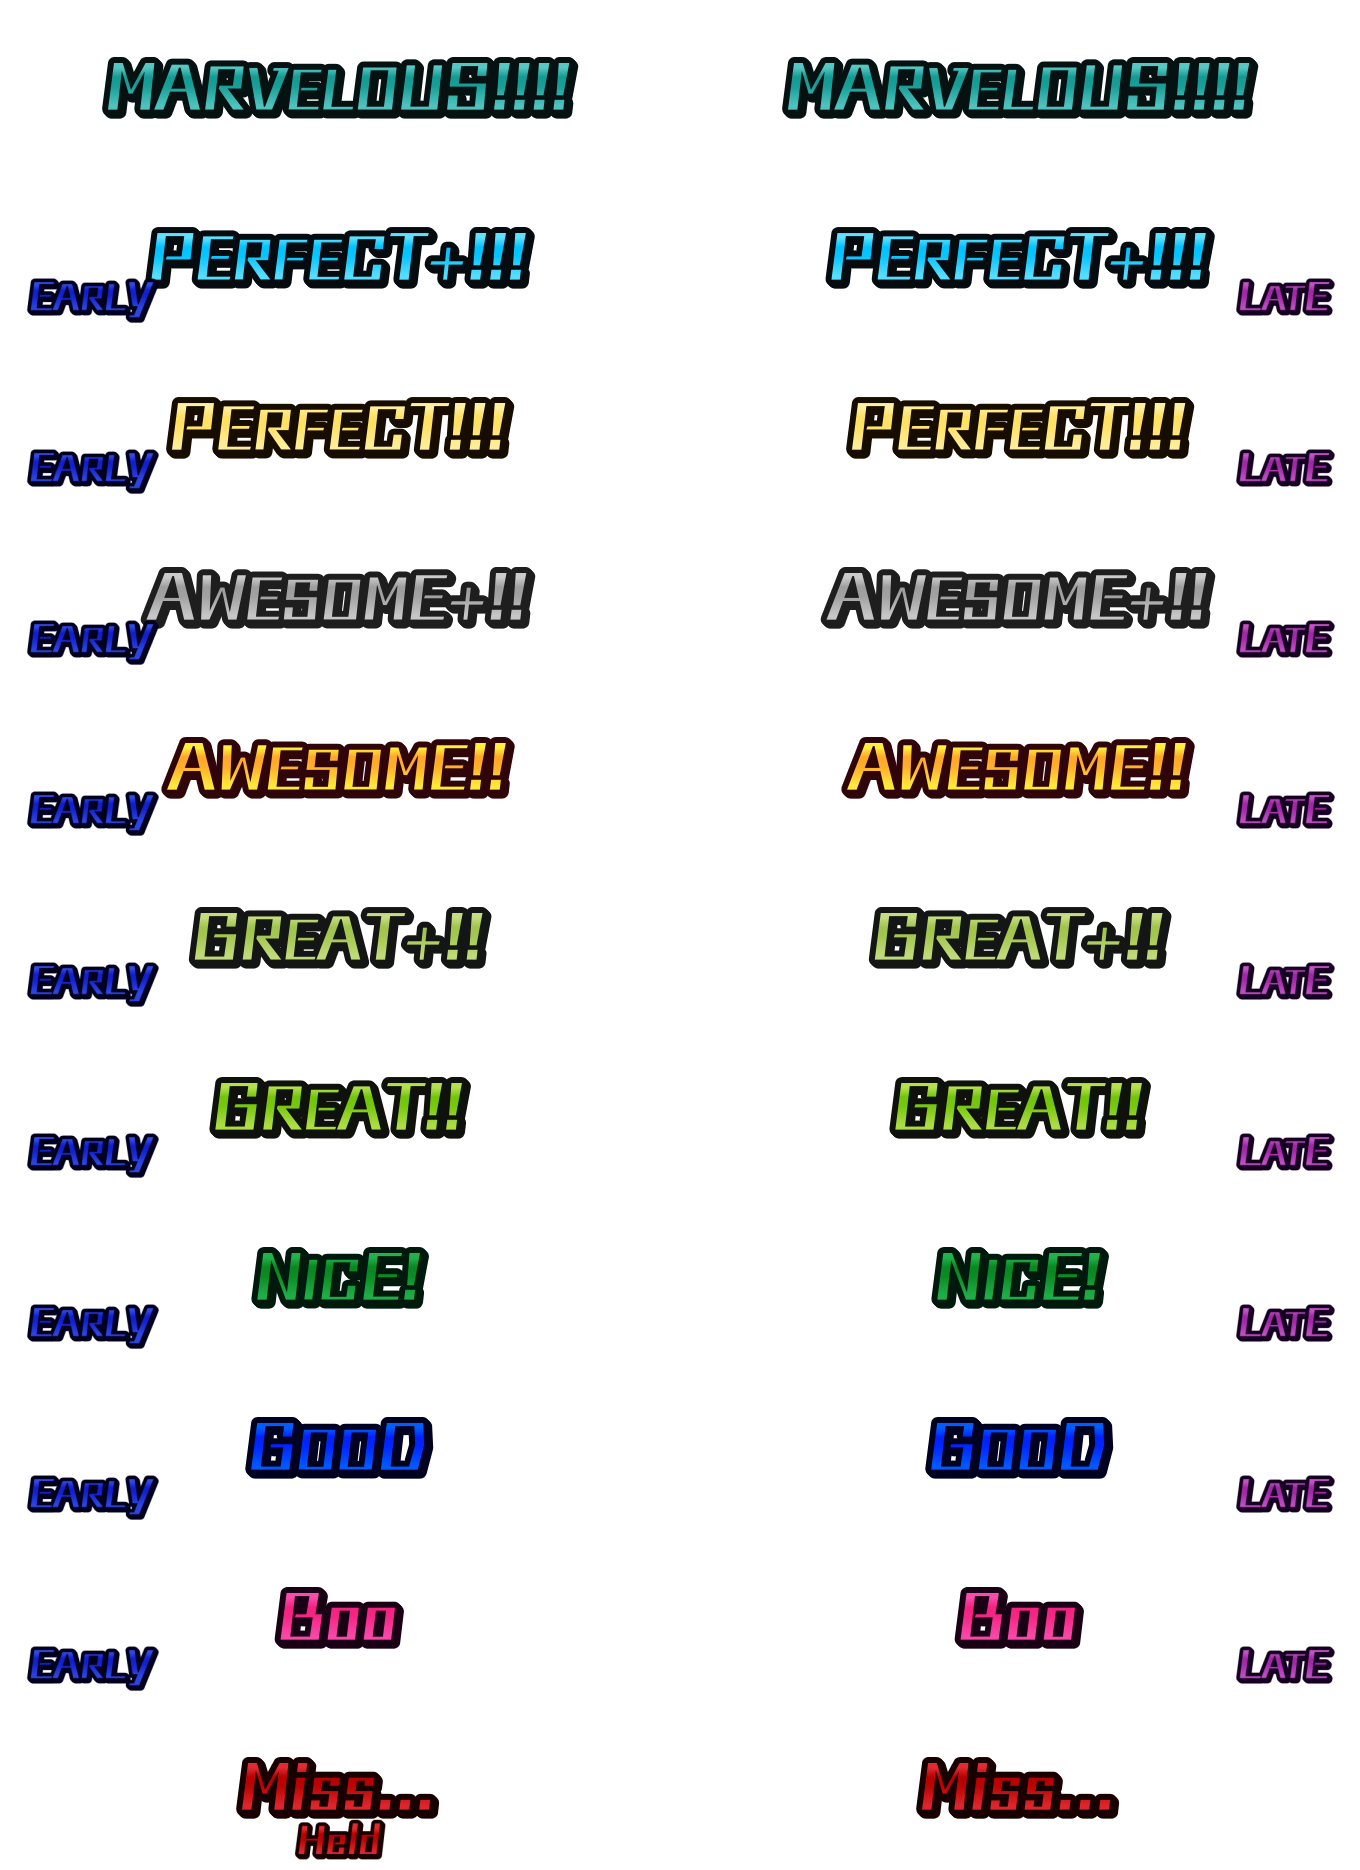 MARVELOUS!!!! MARVELOUS!!!!
PERFECT+!!! PERFECT+!!!
EARLY LATE
PERFECT!!! PERFECT!!!
EARLY LATE
AWESOME+!! AWESOME+!!
EARLY LATE
AWESOME!! AWESOME!!
EARLY LATE
GREAT+!! GREAT+!!
EARLY LATE
GREAT!! GREAT!!
EARLY LATE
NICE! NICE!
EARLY LATE
GOOD GOOD
EARLY LATE
Boo Boo
EARLY LATE
Miss... Miss...
Held